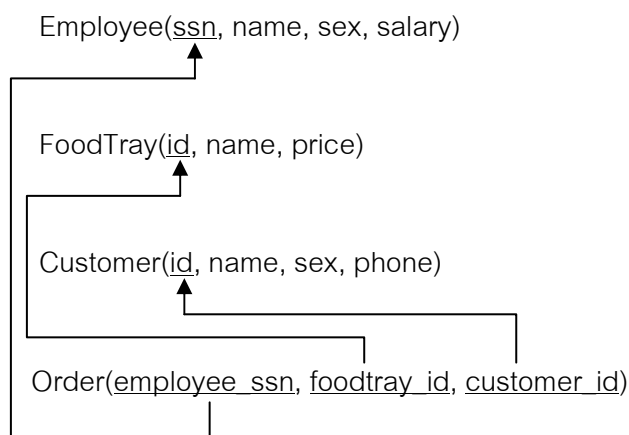 Employee(ssn, name, sex, salary)
FoodTray(id, name, price)
Customer(id, name, sex, phone)
Order(employee_ssn, foodtray_id, customer_id)